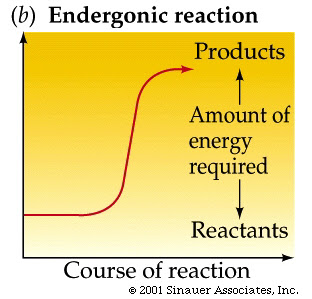 (b) Endergonic reaction
Products
Amount of
energy
required
Reactants
Course of reaction
© 2001 Sinauer Associates, Inc.